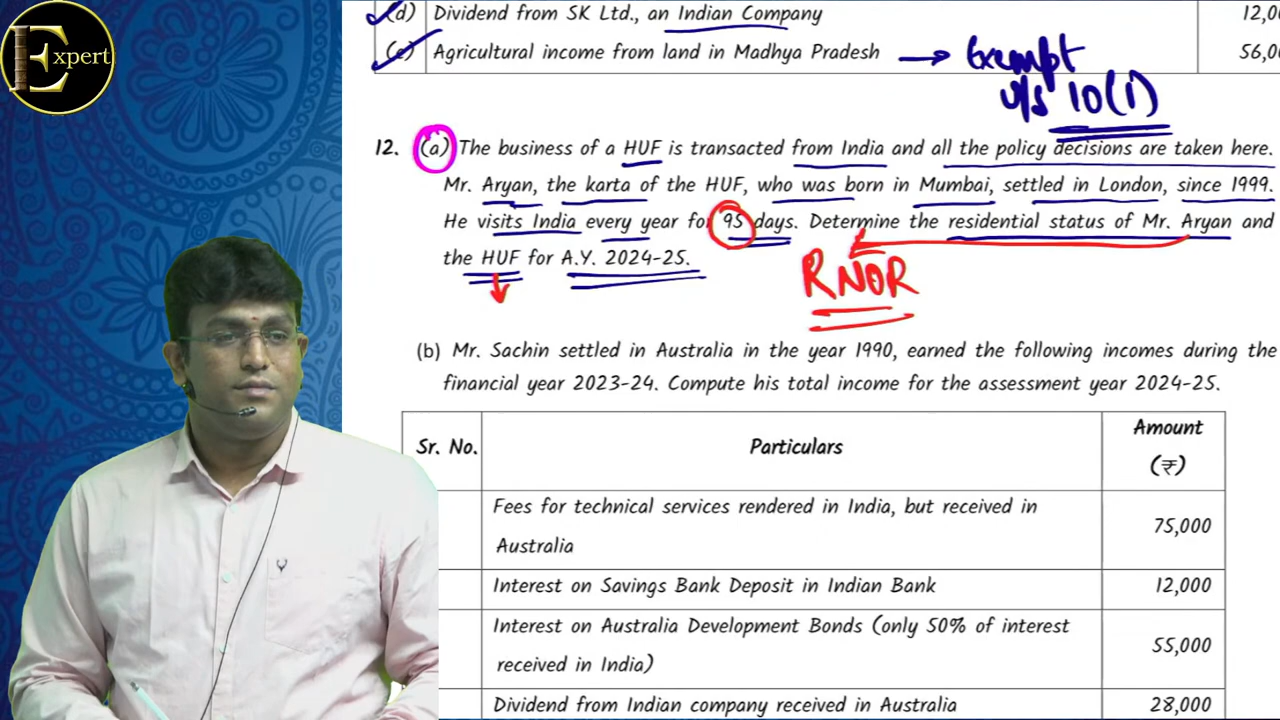 Expert
(d) Dividend from SK Ltd., an Indian Company 12,0
(e) Agricultural income from land in Madhya Pradesh → Exempt 56,0
u/s 10(1)
12. (a) The business of a HUF is transacted from India and all the policy decisions are taken here.
Mr. Aryan, the karta of the HUF, who was born in Mumbai, settled in London, since 1999.
He visits India every year for 95 days. Determine the residential status of Mr. Aryan and
the HUF for A.Y. 2024-25.
RNOR
(b) Mr. Sachin settled in Australia in the year 1990, earned the following incomes during the
financial year 2023-24. Compute his total income for the assessment year 2024-25.
Sr. No. Particulars Amount
(₹)
Fees for technical services rendered in India, but received in
Australia 75,000
Interest on Savings Bank Deposit in Indian Bank 12,000
Interest on Australia Development Bonds (only 50% of interest
received in India) 55,000
Dividend from Indian company received in Australia 28,000